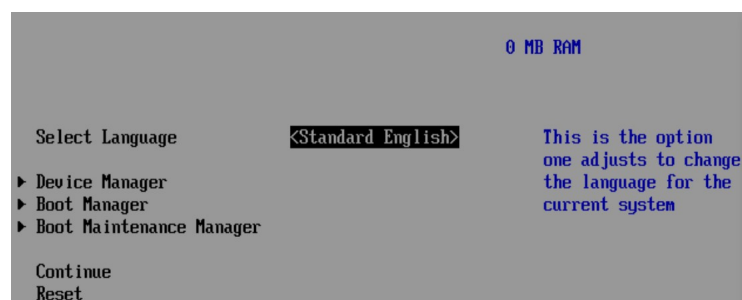 0 MB RAM
Select Language <Standard English> This is the option
one adjusts to change
▶ Device Manager the language for the
▶ Boot Manager current system
▶ Boot Maintenance Manager
Continue
Reset